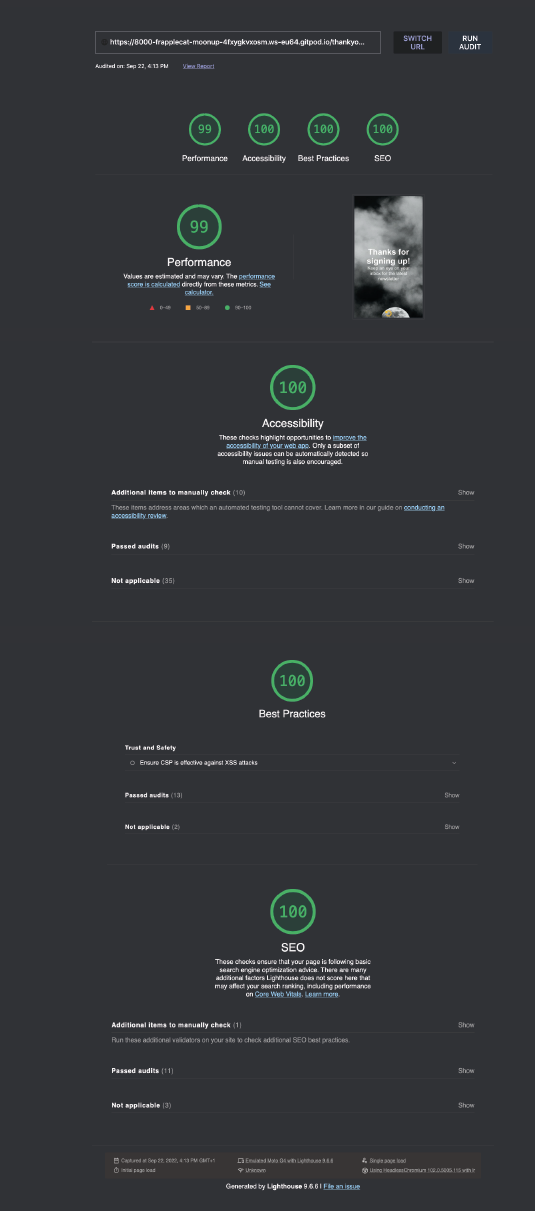 https://8000-frapplecat-moonup-4fxygkvxosm.ws-eu64.gitpod.io/thankyo...
SWITCH
URL
RUN
AUDIT
Audited on: Sep 22, 4:13 PM
View Report
99
100
100
100
Performance
Accessibility
Best Practices
SEO
99
Performance
Values are estimated and may vary. The performance
score is calculated directly from these metrics. See
calculator.
0–49
50–89
90–100
Thanks for
signing up!
100
Accessibility
These checks highlight opportunities to improve the
accessibility of your web app. Only a subset of
accessibility issues can be automatically detected so
manual testing is also encouraged.
Additional items to manually check (10)
Show
These items address areas which an automated testing tool cannot cover. Learn more in our guide on conducting an
accessibility review.
Passed audits (9)
Show
Not applicable (35)
Show
100
Best Practices
Trust and Safety
Ensure CSP is effective against XSS attacks
Passed audits (13)
Show
Not applicable (2)
Show
100
SEO
These checks ensure that your page is following basic
search engine optimization advice. There are many
additional factors Lighthouse does not score here that
may affect your search ranking, including performance
on Core Web Vitals. Learn more.
Additional items to manually check (1)
Show
Run these additional validators on your site to check additional SEO best practices.
Passed audits (11)
Show
Not applicable (3)
Show
Captured at Sep 22, 2022, 4:13 PM GMT+1
Emulated Moto G4 with Lighthouse 9.6.6
Single page load
Initial page load
Unknown
Using HeadlessChromium 102.0.5005.115 with lr
Generated by Lighthouse 9.6.6 | File an issue